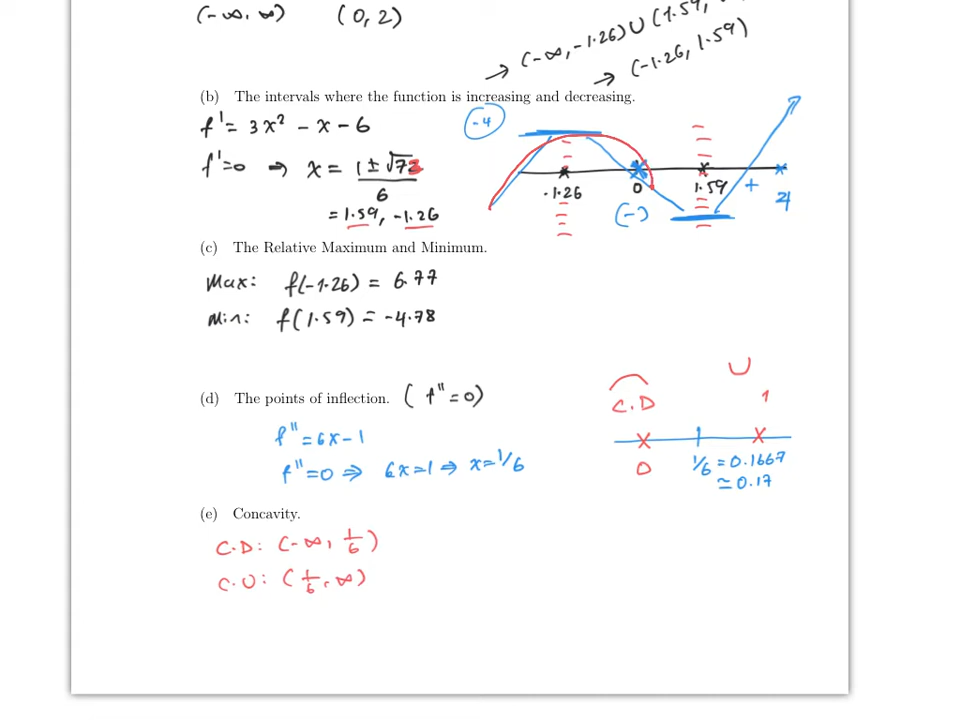 (-∞, ∞) (0, 2)
→ (-∞, -1.26) ∪ (1.59,
→ (-1.26, 1.59)
(b) The intervals where the function is increasing and decreasing.
f' = 3x² - x - 6
-4
f'=0 ⇒ x = 1 ± √73
6
= 1.59, -1.26
-1.26 0 1.59 + 4
(-)
(c) The Relative Maximum and Minimum.
Max: f(-1.26) = 6.77
Min: f(1.59) = -4.78
(d) The points of inflection. (f''=0)
f'' = 6x-1
f''=0 ⇒ 6x=1 ⇒ x=1/6
C.D 1
0 1/6 = 0.1667
≃ 0.17
(e) Concavity.
C.D: (-∞, 1/6)
C.U: (1/6, ∞)